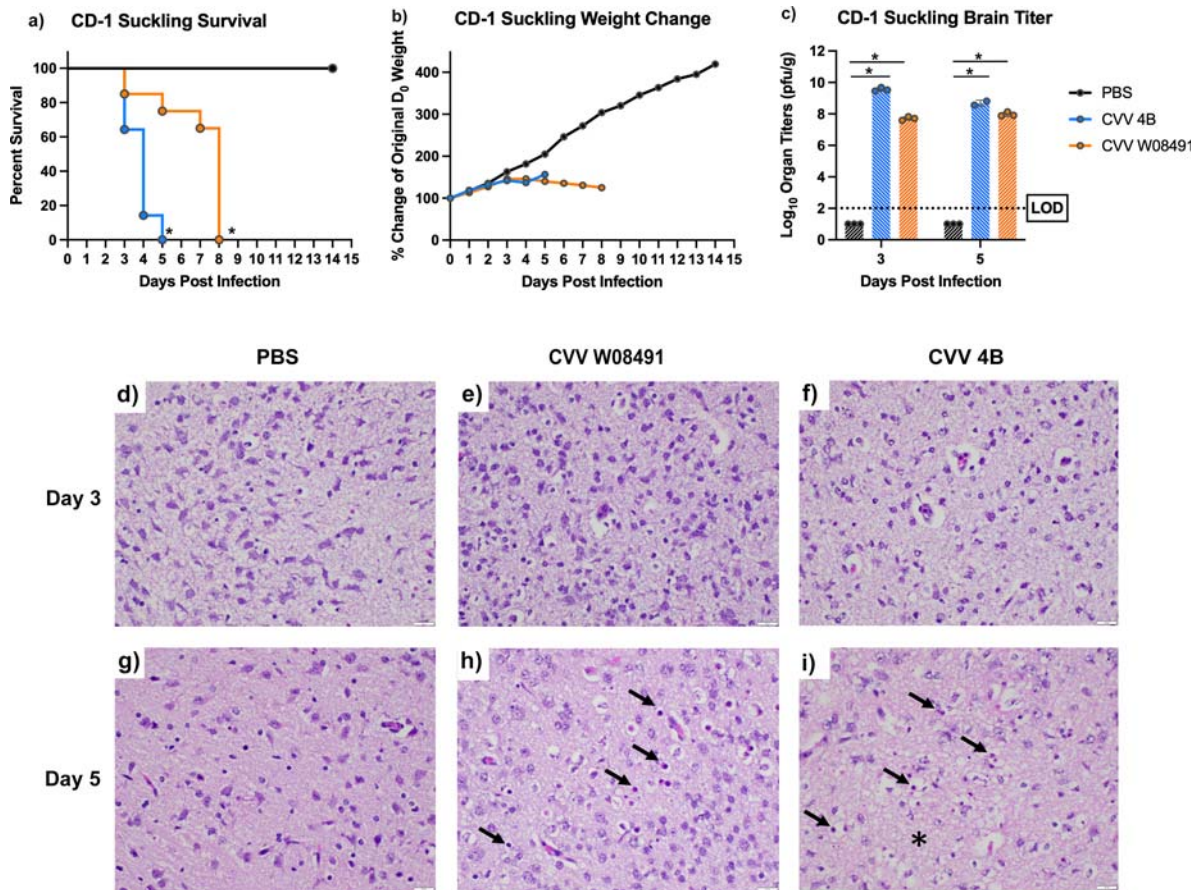 a) CD-1 Suckling Survival
Percent Survival
100
80
60
40
20
0
* *
0 1 2 3 4 5 6 7 8 9 10 11 12 13 14 15
Days Post Infection
b) CD-1 Suckling Weight Change
% Change of Original D0 Weight
400
300
200
100
0
0 1 2 3 4 5 6 7 8 9 10 11 12 13 14 15
Days Post Infection
c) CD-1 Suckling Brain Titer
Log10 Organ Titers (pfu/g)
12
10
8
6
4
2
0
* *
* *
LOD
3 5
Days Post Infection
PBS
CVV 4B
CVV W08491
PBS CVV W08491 CVV 4B
Day 3
d) e) f)
Day 5
g) h) i)
*